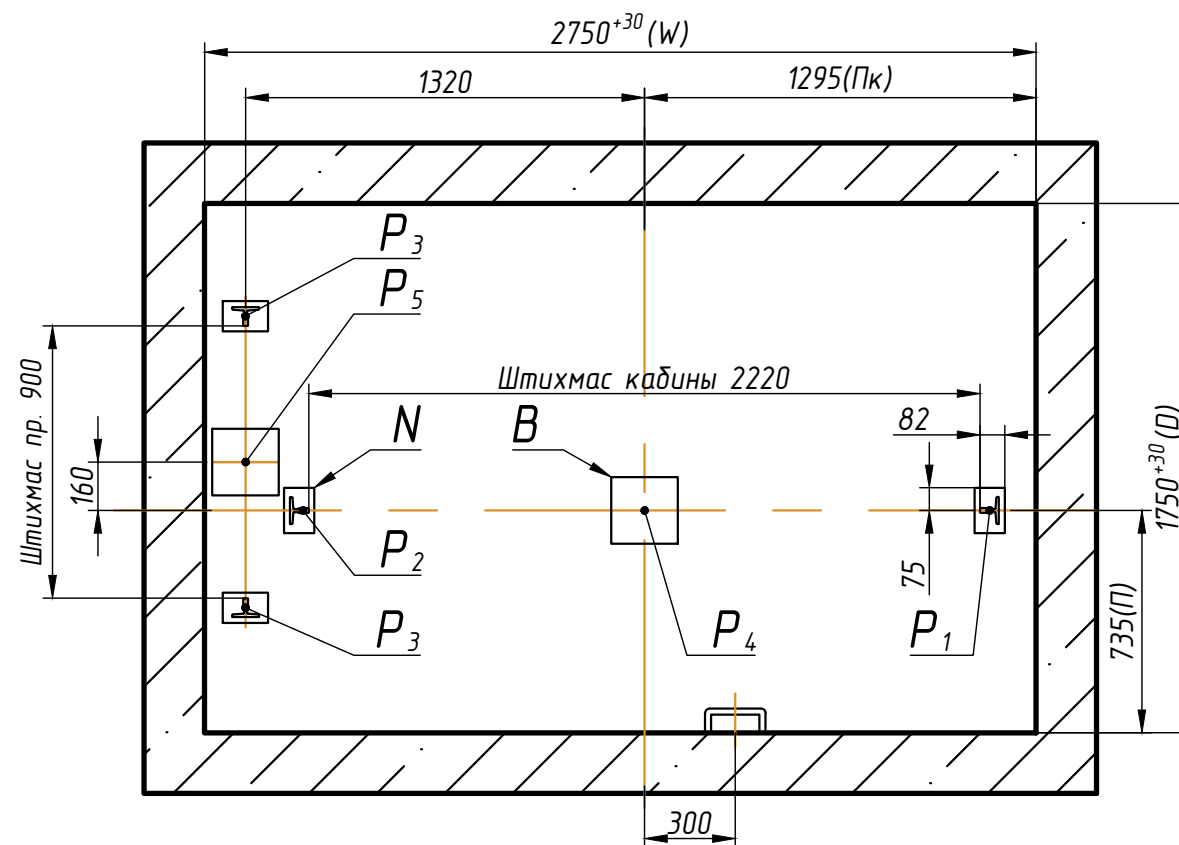 2750⁺³⁰(W)
1320
1295(Пк)
P₃
P₅
Штихмас пр. 900
Штихмас кабины 2220
N
B
82
160
1750⁺³⁰(D)
P₂
75
P₃
P₄
P₁
735(П)
300